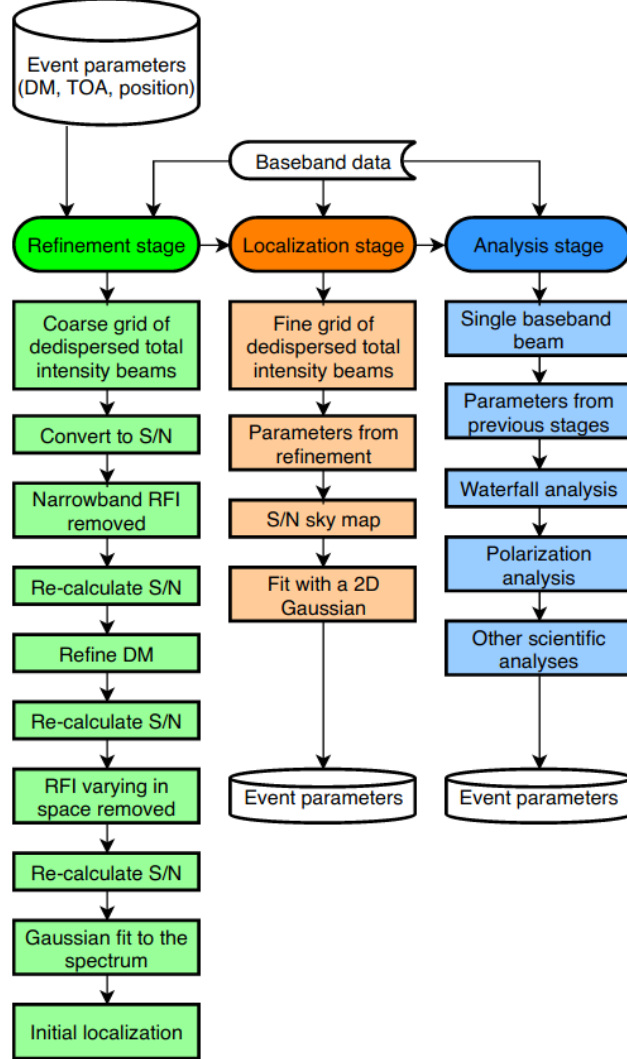 Event parameters
(DM, TOA, position)
Baseband data
Refinement stage
Localization stage
Analysis stage
Coarse grid of
dedispersed total
intensity beams
Convert to S/N
Narrowband RFI
removed
Re-calculate S/N
Refine DM
Re-calculate S/N
RFI varying in
space removed
Re-calculate S/N
Gaussian fit to the
spectrum
Initial localization
Fine grid of
dedispersed total
intensity beams
Parameters from
refinement
S/N sky map
Fit with a 2D
Gaussian
Event parameters
Single baseband
beam
Parameters from
previous stages
Waterfall analysis
Polarization
analysis
Other scientific
analyses
Event parameters